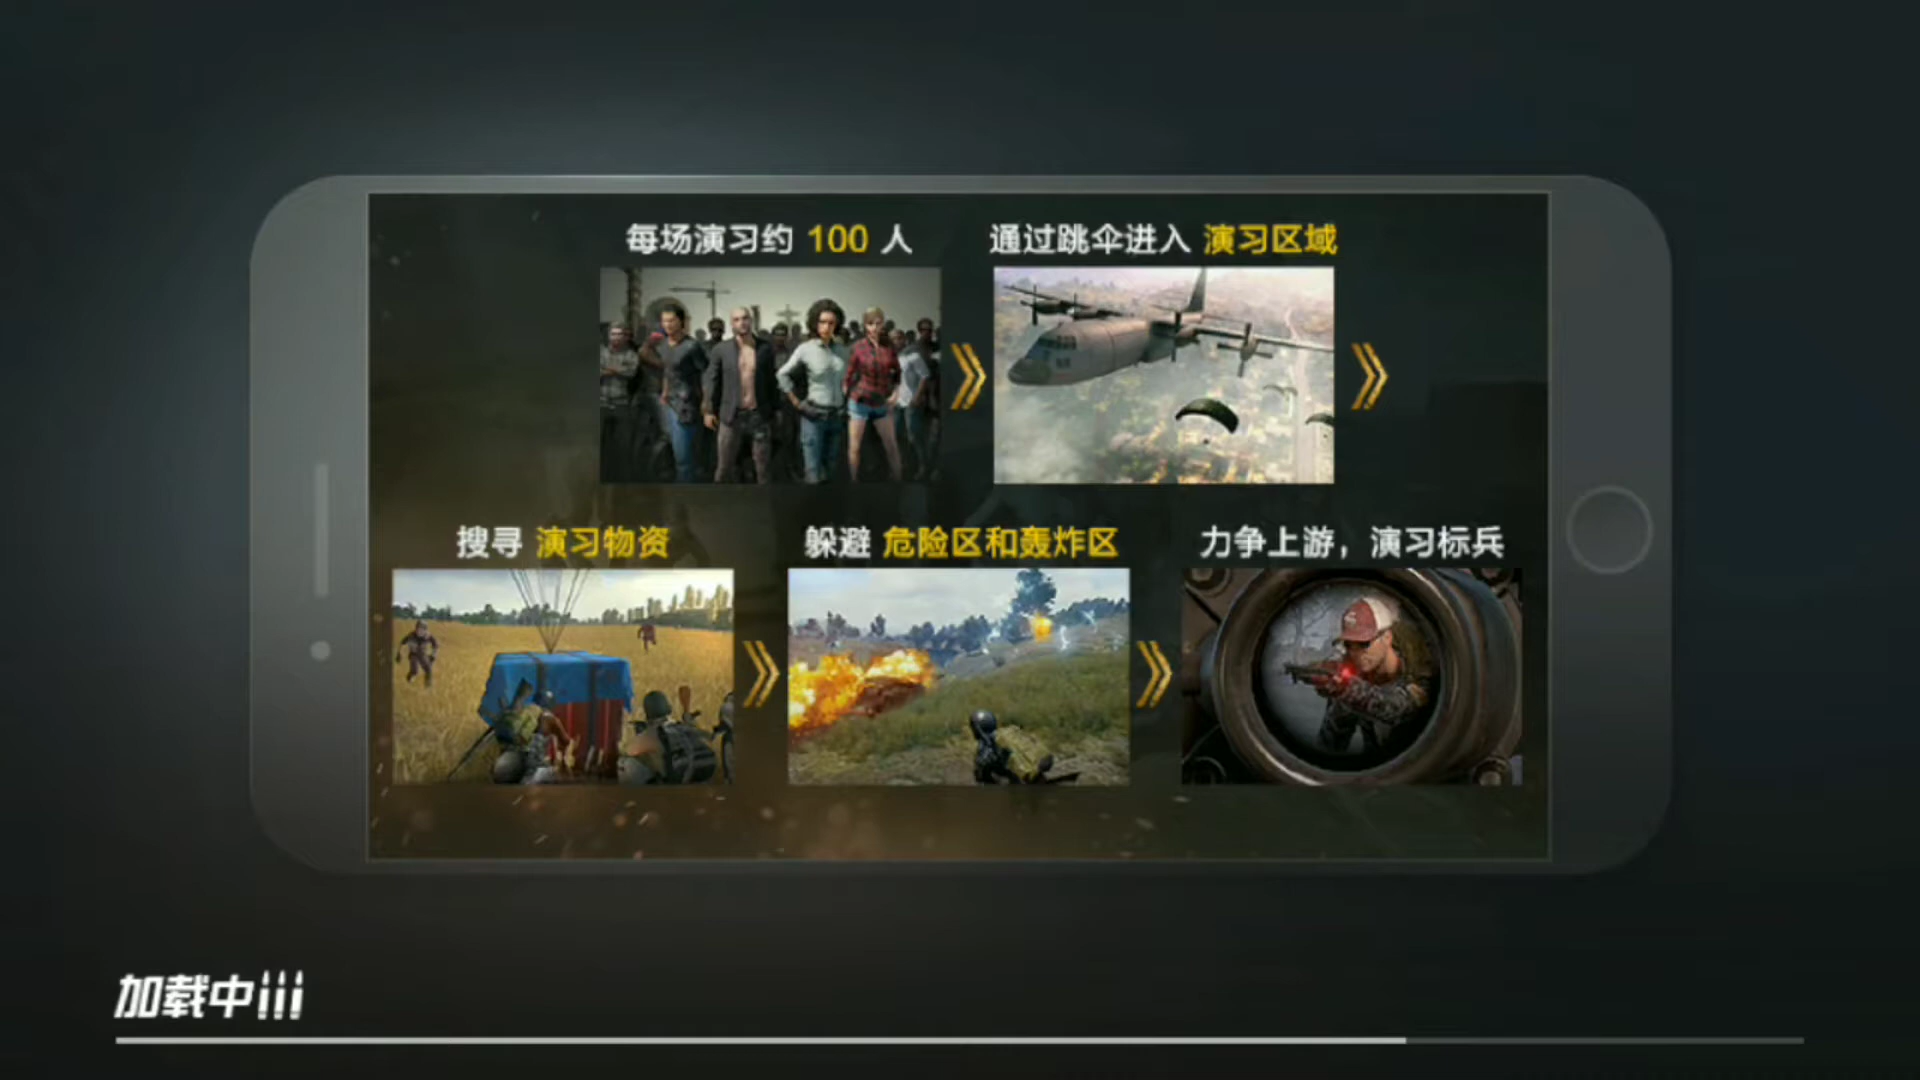 每场演习约 100 人
通过跳伞进入 演习区域
搜寻 演习物资
躲避 危险区和轰炸区
力争上游，演习标兵
加载中